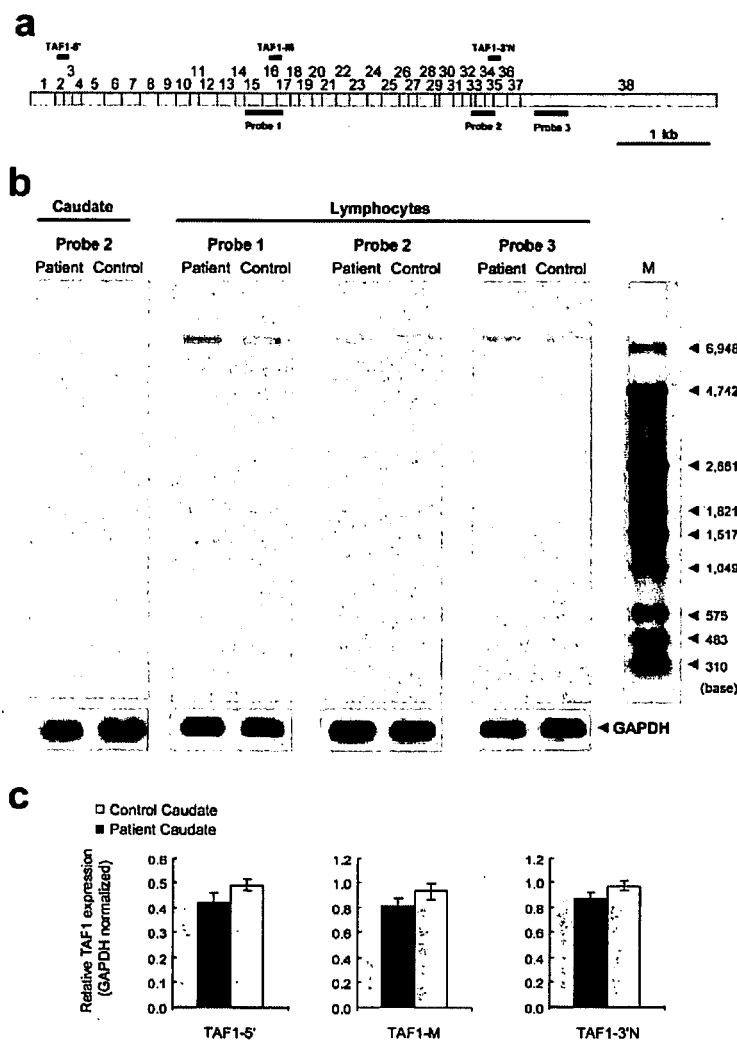 a
TAF1-5' TAF1-M TAF1-3'N
3 11 14 16 18 20 22 24 26 28 30 32 34 36 38
1 2 4 5 6 7 8 9 10 12 13 15 17 19 21 23 25 27 29 31 33 35 37
Probe 1 Probe 2 Probe 3
1 kb
b
Caudate Lymphocytes
Probe 2 Probe 1 Probe 2 Probe 3
Patient Control Patient Control Patient Control Patient Control M
6,948
4,742
2,661
1,821
1,517
1,049
575
483
310
(base)
GAPDH
c
Control Caudate
Patient Caudate
Relative TAF1 expression
(GAPDH normalized)
0.6 1.2 1.2
0.5 1.0 1.0
0.4 0.8 0.8
0.3 0.6 0.6
0.2 0.4 0.4
0.1 0.2 0.2
0.0 0.0 0.0
TAF1-5' TAF1-M TAF1-3'N